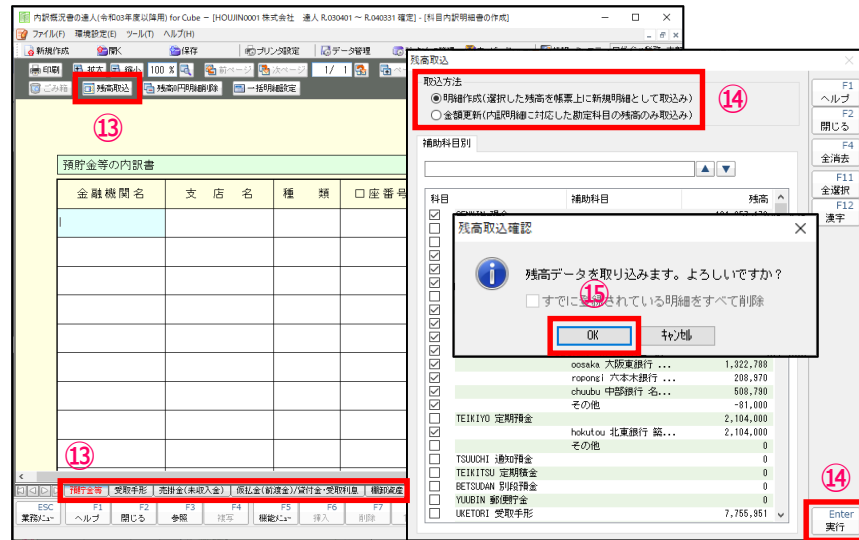 内訳概況書の達人(令和03年度以降用) for Cube - [HOUJIN0001 株式会社 達人 R.030401 ～ R.040331 確定] - [科目内訳明細書の作成]
ファイル(F) 環境設定(E) ツール(T) ヘルプ(H)
新規作成 開く 保存 プリンタ設定 データ管理
印刷 拡大 縮小 100 % 前ページ 次ページ 1/ 1
ごみ箱 残高取込 残高0円明細削除 一括明細設定
⑬
預貯金等の内訳書
金融機関名 支店名 種類 口座番号
⑬
預貯金等 受取手形 売掛金(未収入金) 仮払金(前渡金)/貸付金・受取利息 棚卸資産
ESC F1 F2 F3 F4 F5 F6 F7
業務メニュー ヘルプ 閉じる 参照 複写 機能メニュー 挿入 削除
残高取込
取込方法
明細作成(選択した残高を帳票上に新規明細として取込み)
金額更新(内訳明細に対応した勘定科目の残高のみ取込み)
⑭
補助科目別
科目 補助科目 残高
残高取込確認
残高データを取り込みます。よろしいですか？
すでに登録されている明細をすべて削除
⑮
OK キャンセル
oosaka 大阪東銀行 ... 1,322,788
ropongi 六本木銀行 ... 208,970
chuubu 中部銀行 名... 508,790
その他 -81,000
TEIKIYO 定期預金 2,104,000
hokutou 北東銀行 築... 2,104,000
その他 0
TSUUCHI 通知預金 0
TEIKITSU 定期積金 0
BETSUDAN 別段預金 0
YUUBIN 郵便貯金 0
UKETORI 受取手形 7,755,951
F1
ヘルプ
F2
閉じる
F4
全消去
F11
全選択
F12
漢字
⑭
Enter
実行